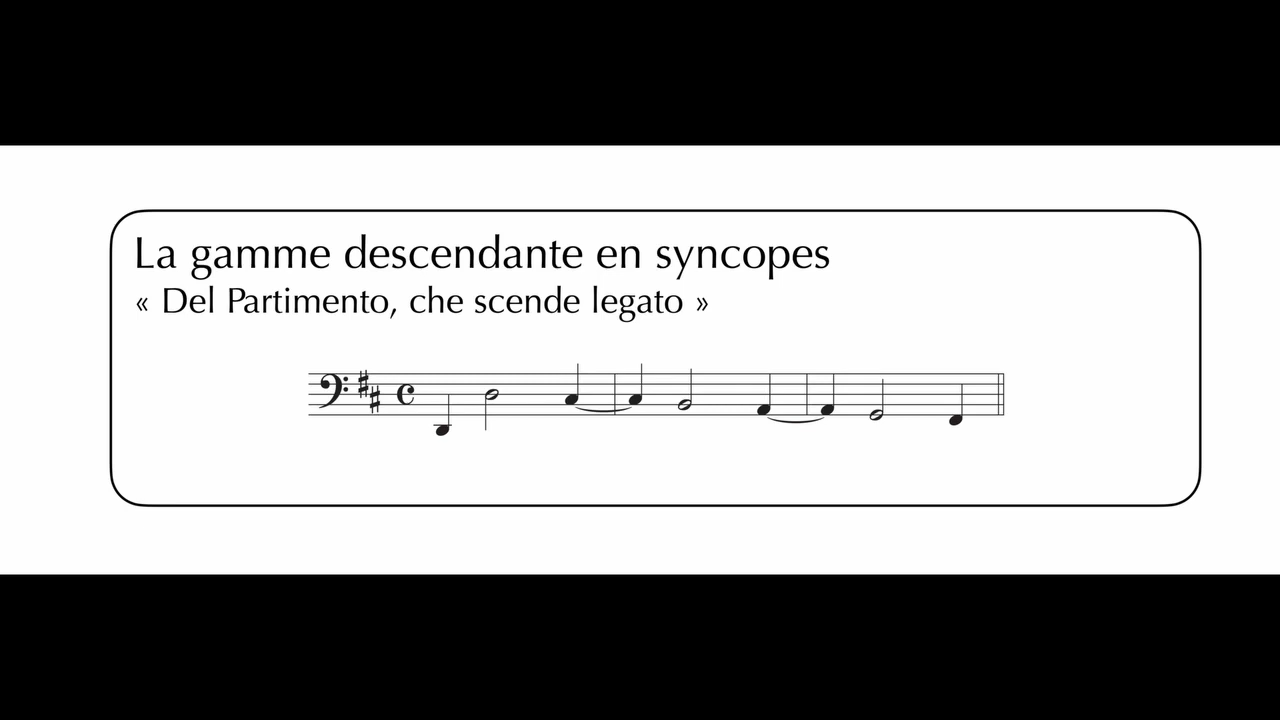 La gamme descendante en syncopes
« Del Partimento, che scende legato »